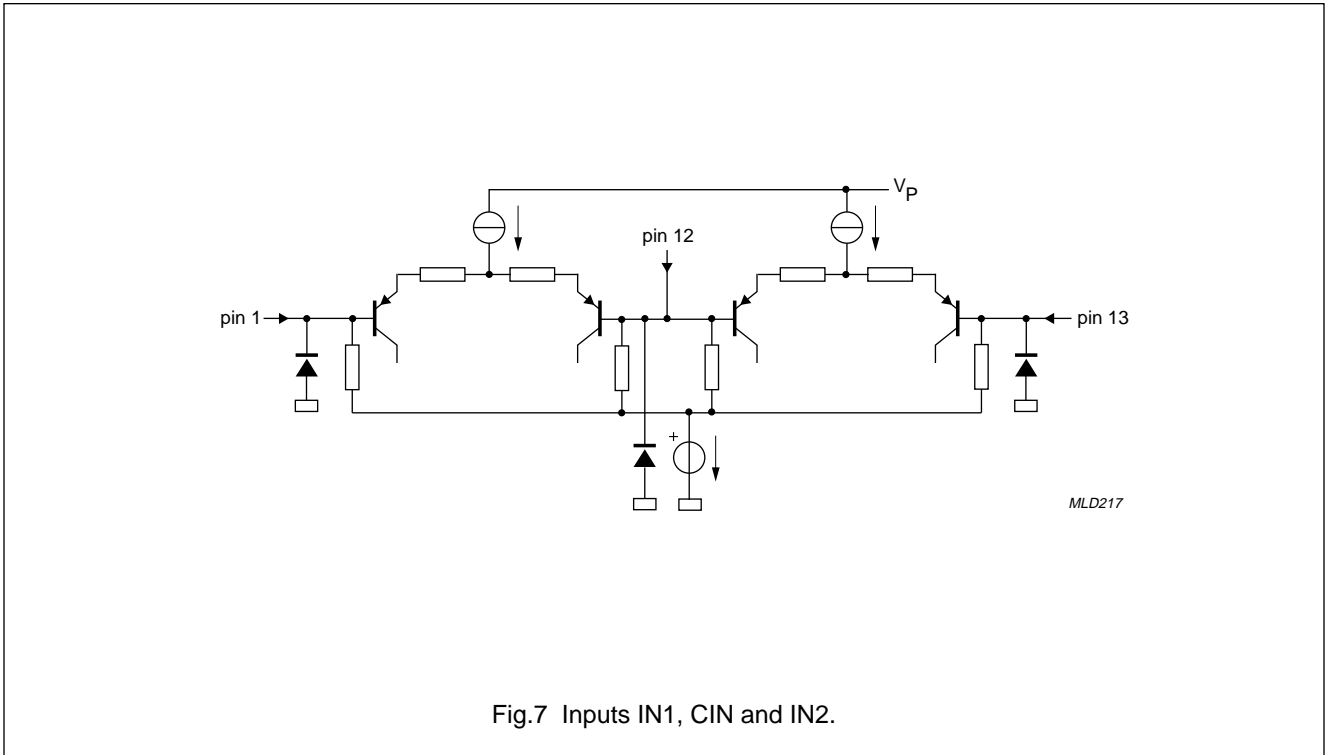 V_P
pin 12
pin 1
pin 13
+
MLD217
Fig.7 Inputs IN1, CIN and IN2.